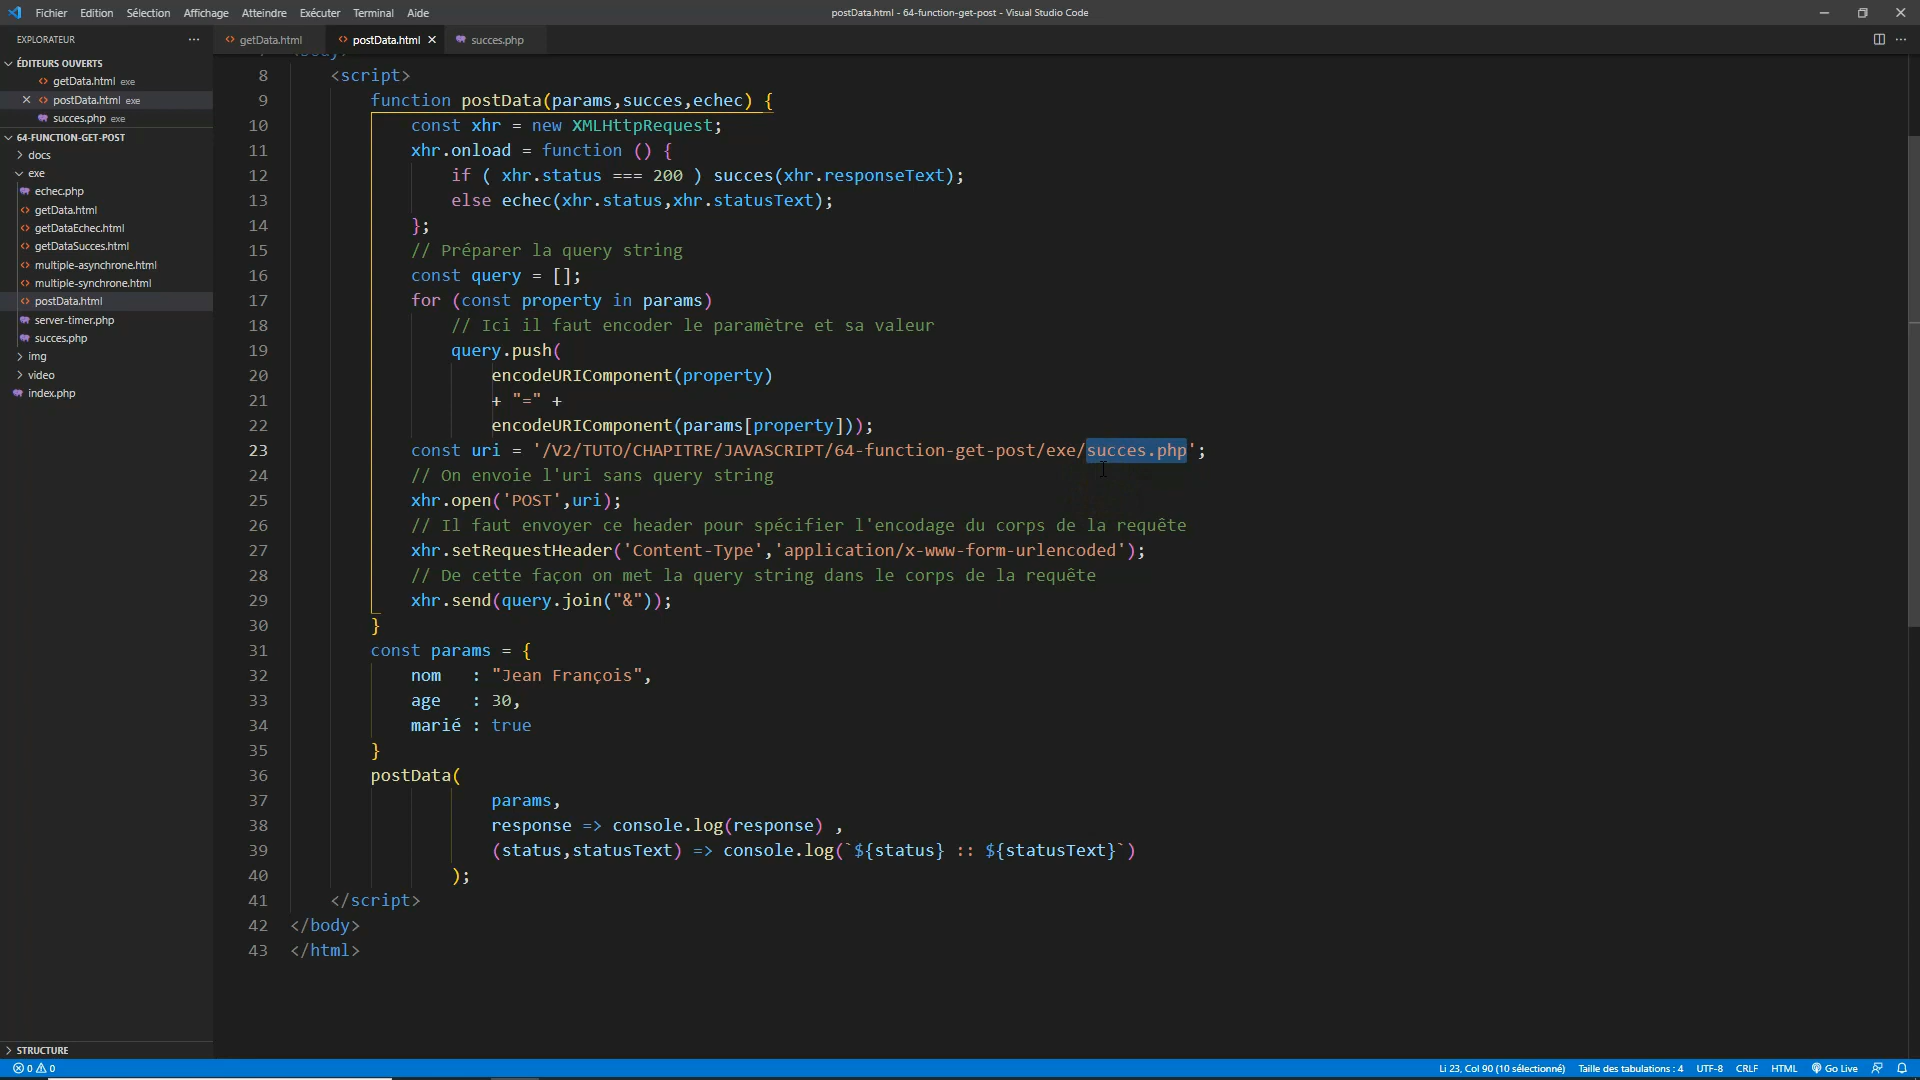 Fichier Edition Sélection Affichage Atteindre Exécuter Terminal Aide
postData.html - 64-function-get-post - Visual Studio Code
EXPLORATEUR
getData.html
postData.html
succes.php
ÉDITEURS OUVERTS
getData.html exe
postData.html exe
succes.php exe
64-FUNCTION-GET-POST
docs
exe
echec.php
getData.html
getDataEchec.html
getDataSucces.html
multiple-asynchrone.html
multiple-synchrone.html
postData.html
server-timer.php
succes.php
img
video
index.php
8 <script>
9 function postData(params,succes,echec) {
10 const xhr = new XMLHttpRequest;
11 xhr.onload = function () {
12 if ( xhr.status === 200 ) succes(xhr.responseText);
13 else echec(xhr.status,xhr.statusText);
14 };
15 // Préparer la query string
16 const query = [];
17 for (const property in params)
18 // Ici il faut encoder le paramètre et sa valeur
19 query.push(
20 encodeURIComponent(property)
21 + "=" +
22 encodeURIComponent(params[property]));
23 const uri = '/V2/TUTO/CHAPITRE/JAVASCRIPT/64-function-get-post/exe/succes.php';
24 // On envoie l'uri sans query string
25 xhr.open('POST',uri);
26 // Il faut envoyer ce header pour spécifier l'encodage du corps de la requête
27 xhr.setRequestHeader('Content-Type','application/x-www-form-urlencoded');
28 // De cette façon on met la query string dans le corps de la requête
29 xhr.send(query.join("&"));
30 }
31 const params = {
32 nom : "Jean François",
33 age : 30,
34 marié : true
35 }
36 postData(
37 params,
38 response => console.log(response) ,
39 (status,statusText) => console.log(`${status} :: ${statusText}`)
40 );
41 </script>
42 </body>
43 </html>
STRUCTURE
0 0
Li 23, Col 90 (10 sélectionné) Taille des tabulations : 4 UTF-8 CRLF HTML Go Live